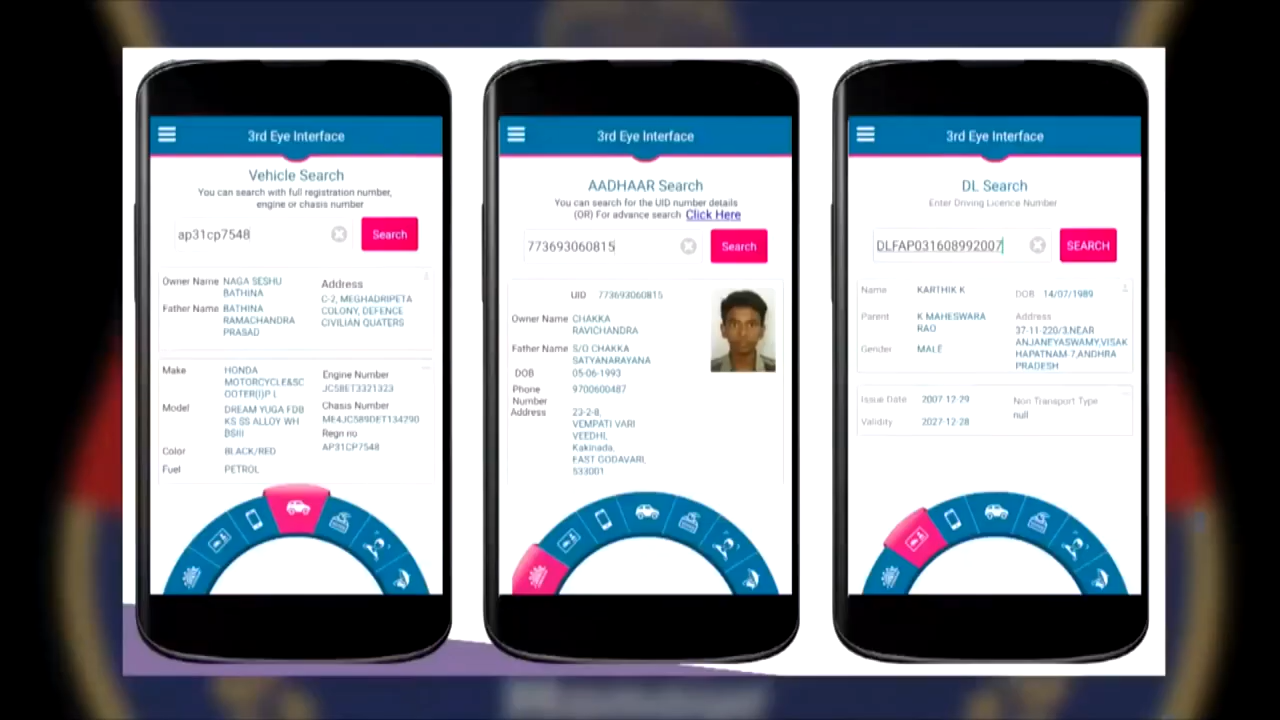 3rd Eye Interface
Vehicle Search
You can search with full registration number,
engine or chasis number
ap31cp7548
Search
Owner Name NAGA SESHU
BATHINA
Father Name BATHINA
RAMACHANDRA
PRASAD
Address
C-2, MEGHADRIPETA
COLONY, DEFENCE
CIVILIAN QUATERS
Make HONDA
MOTORCYCLE&SC
OOTER(I)P L
Model DREAM YUGA FDB
KS SS ALLOY WH
BSIII
Color BLACK/RED
Fuel PETROL
Engine Number
JC58ET3321323
Chasis Number
ME4JC589DET134290
Regn no
AP31CP7548
3rd Eye Interface
AADHAAR Search
You can search for the UID number details
(OR) For advance search Click Here
773693060815
Search
UID 773693060815
Owner Name CHAKKA
RAVICHANDRA
Father Name S/O CHAKKA
SATYANARAYANA
DOB 05-06-1993
Phone 9700600487
Number
Address 23-2-8,
VEMPATI VARI
VEEDHI,
Kakinada,
EAST GODAVARI,
533001
3rd Eye Interface
DL Search
Enter Driving Licence Number
DLFAP031608992007
SEARCH
Name KARTHIK K
Parent K MAHESWARA
RAO
Gender MALE
DOB 14/07/1989
Address
37-11-220/3,NEAR
ANJANEYASWAMY,VISAK
HAPATNAM-7,ANDHRA
PRADESH
Issue Date 2007-12-29
Validity 2027-12-28
Non Transport Type
null